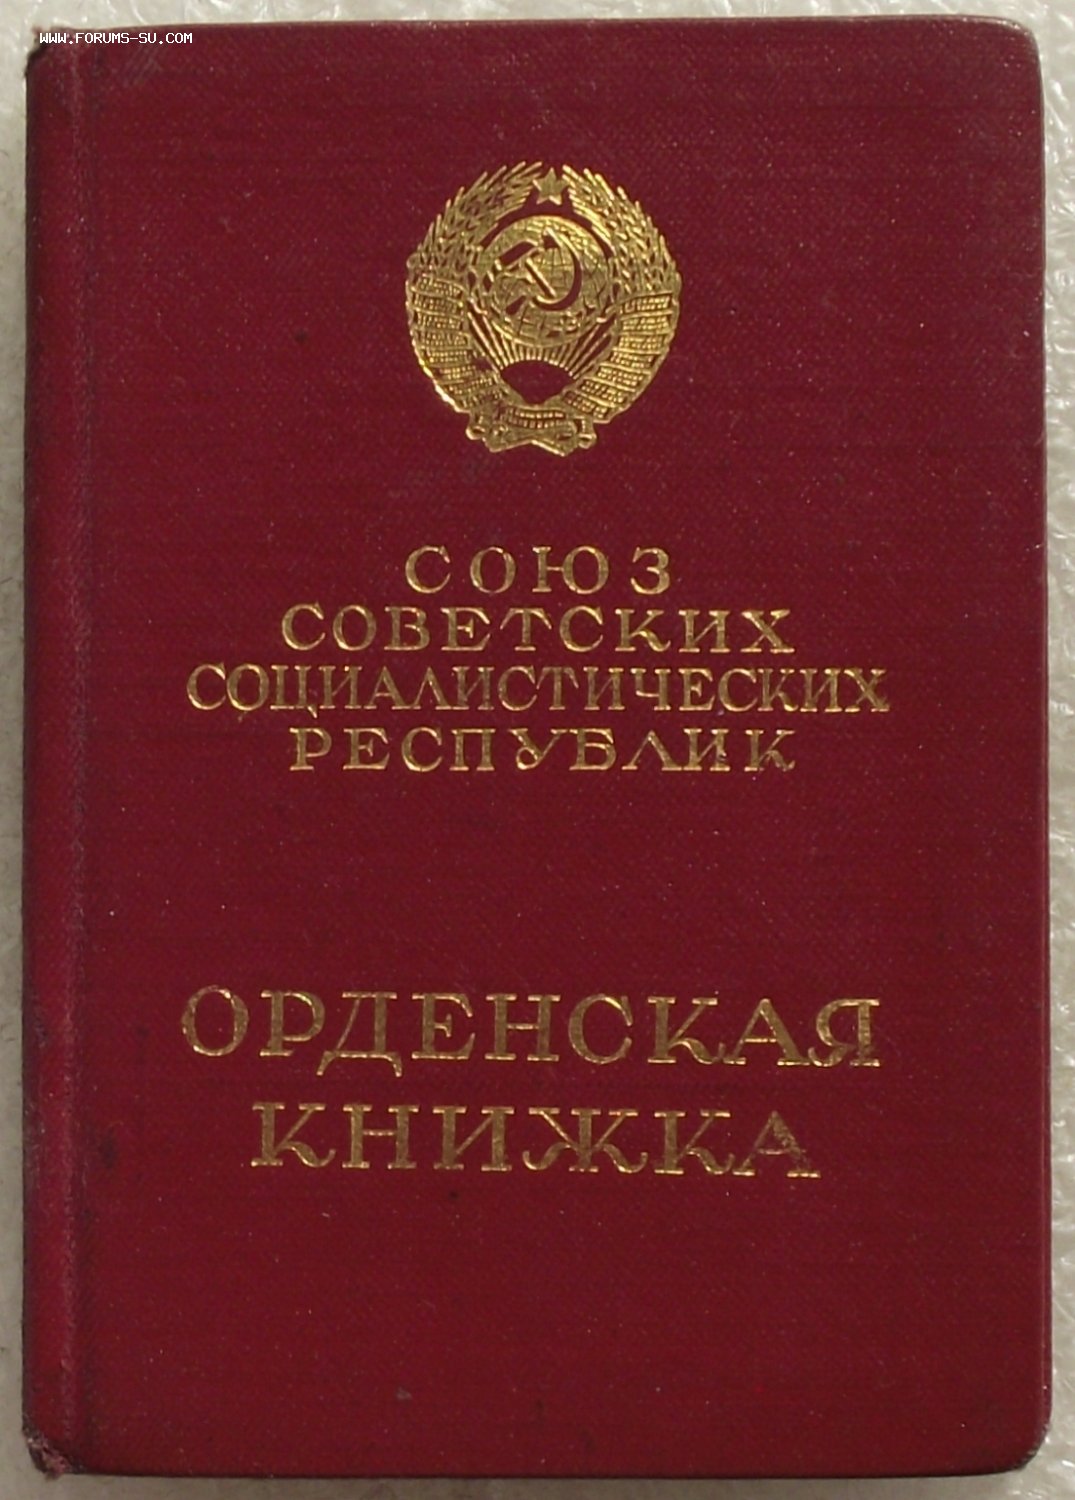 WWW.FORUMS-SU.COM
СОЮЗ
СОВЕТСКИХ
СОЦИАЛИСТИЧЕСКИХ
РЕСПУБЛИК
ОРДЕНСКАЯ
КНИЖКА